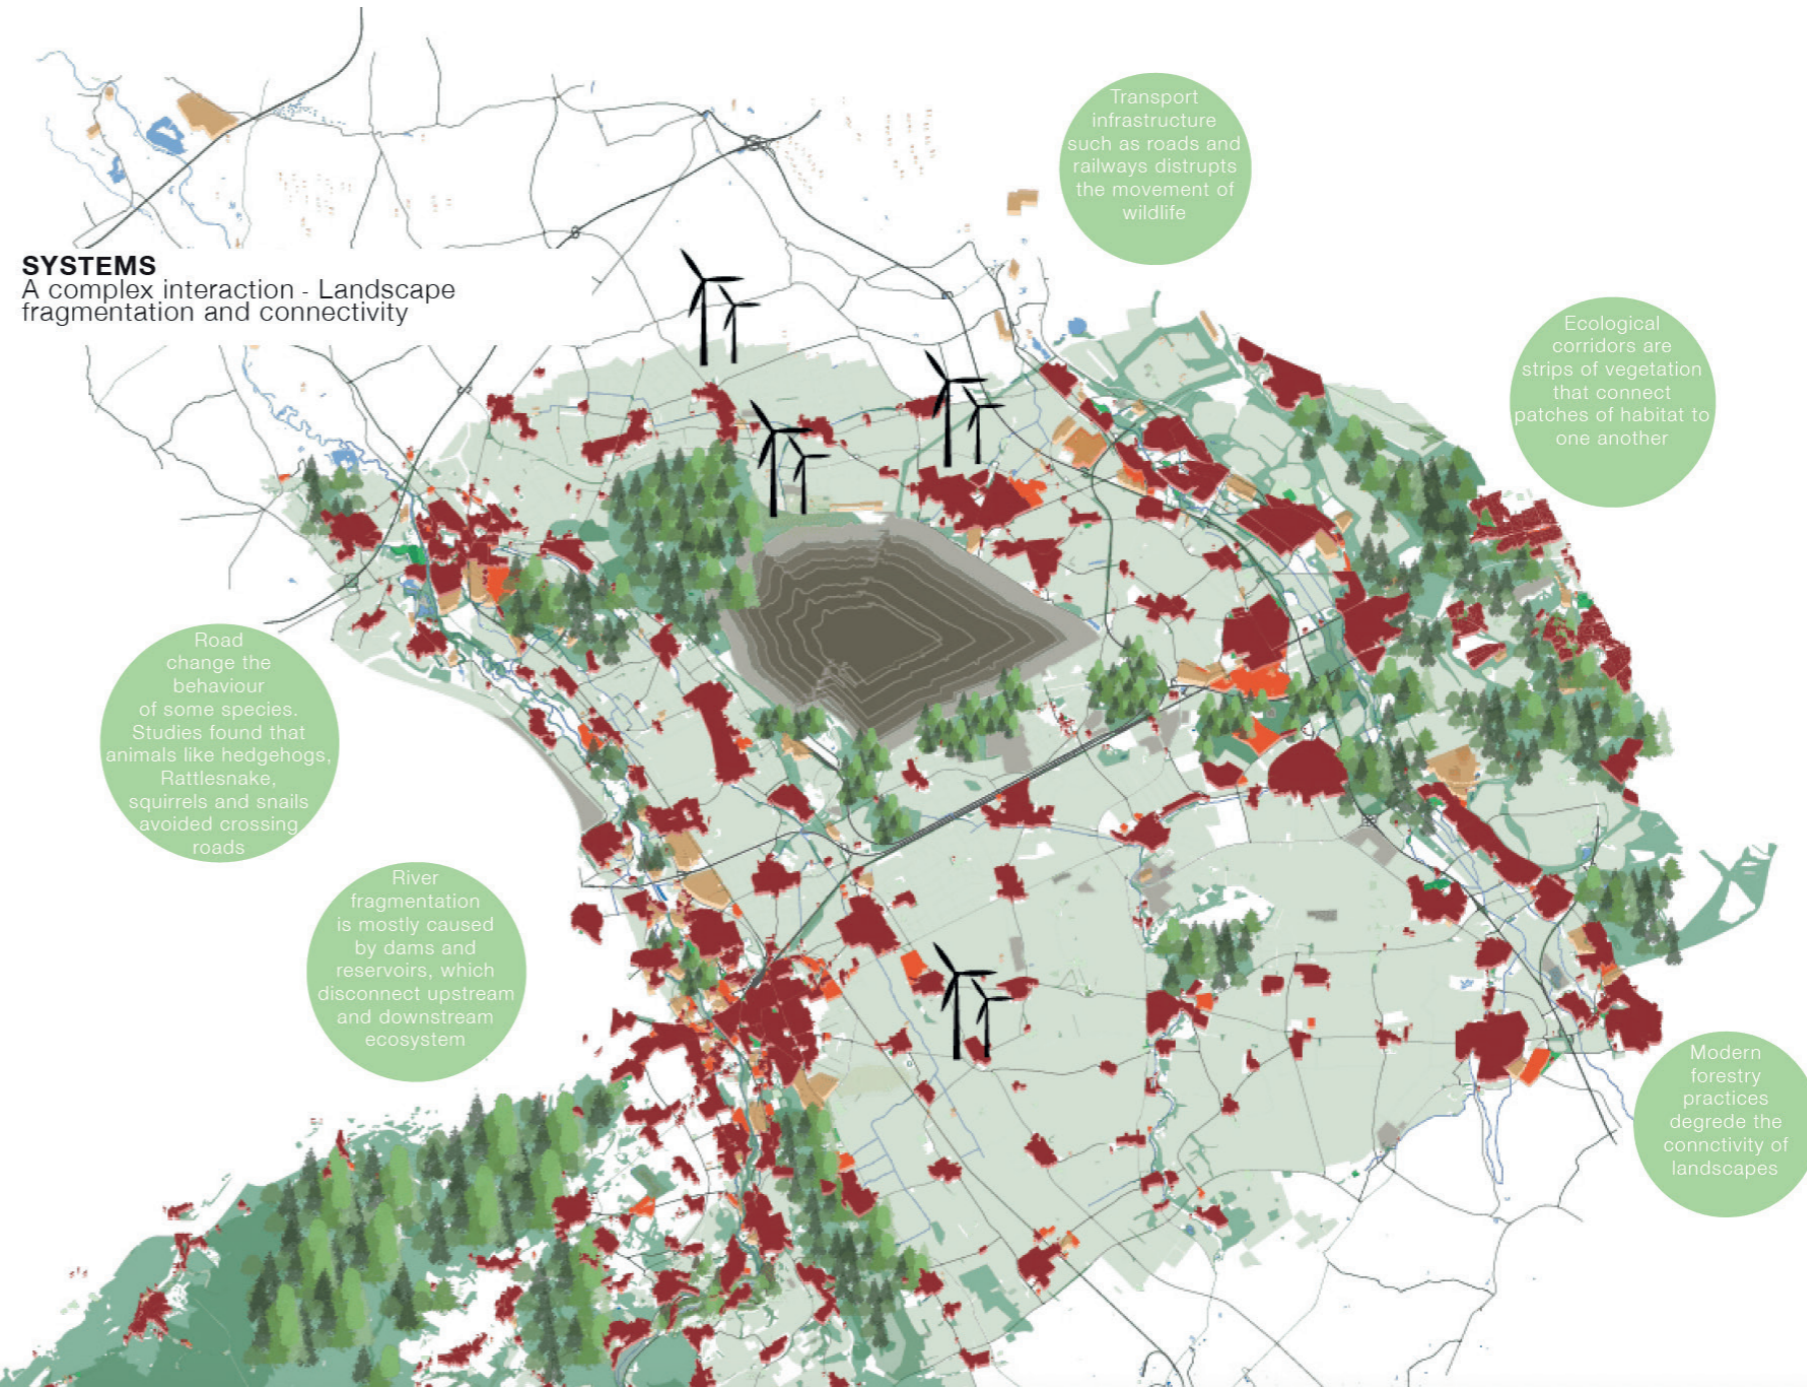 SYSTEMS
A complex interaction - Landscape
fragmentation and connectivity
Transport
infrastructure
such as roads and
railways distrupts
the movement of
wildlife
Ecological
corridors are
strips of vegetation
that connect
patches of habitat to
one another
Road
change the
behaviour
of some species.
Studies found that
animals like hedgehogs,
Rattlesnake,
squirrels and snails
avoided crossing
roads
River
fragmentation
is mostly caused
by dams and
reservoirs, which
disconnect upstream
and downstream
ecosystem
Modern
forestry
practices
degrede the
connctivity of
landscapes